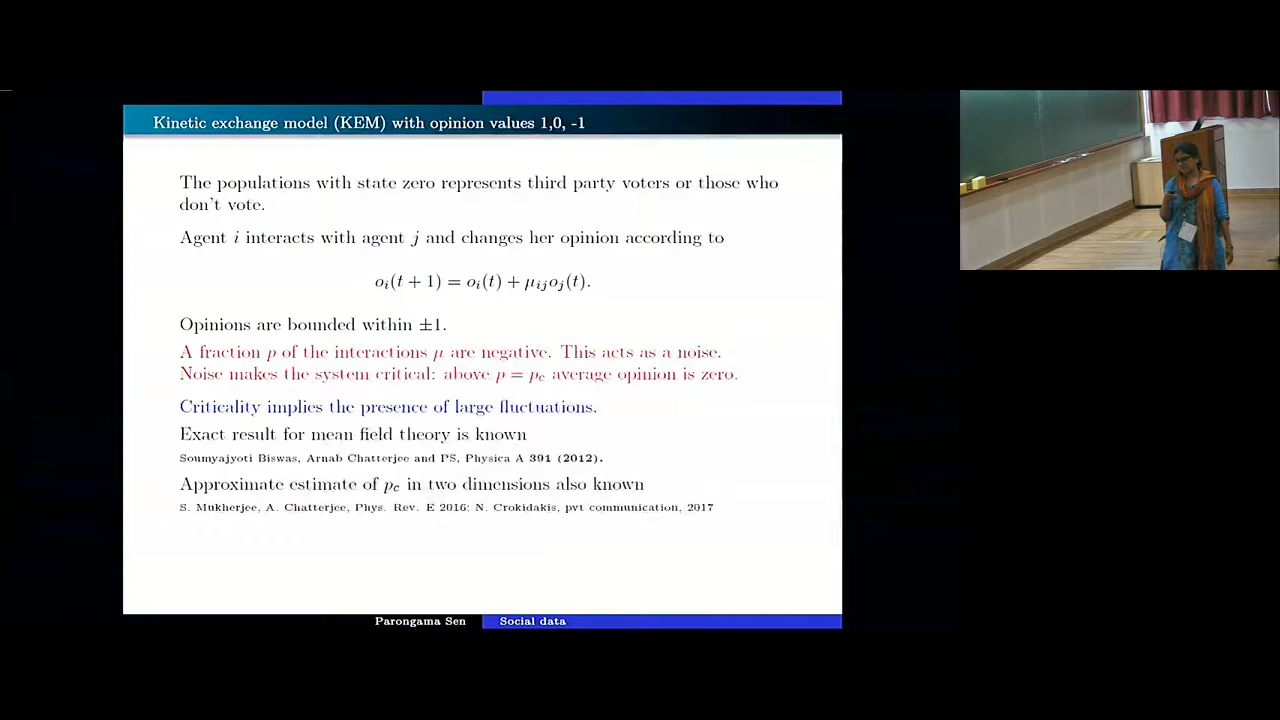 Kinetic exchange model (KEM) with opinion values 1,0, -1
The populations with state zero represents third party voters or those who
don't vote.
Agent i interacts with agent j and changes her opinion according to
o_i(t + 1) = o_i(t) + μ_{ij}o_j(t).
Opinions are bounded within ±1.
A fraction p of the interactions μ are negative. This acts as a noise.
Noise makes the system critical: above p = p_c average opinion is zero.
Criticality implies the presence of large fluctuations.
Exact result for mean field theory is known
Soumyajyoti Biswas, Arnab Chatterjee and PS, Physica A 391 (2012).
Approximate estimate of p_c in two dimensions also known
S. Mukherjee, A. Chatterjee, Phys. Rev. E 2016; N. Crokidakis, pvt communication, 2017
Parongama Sen Social data